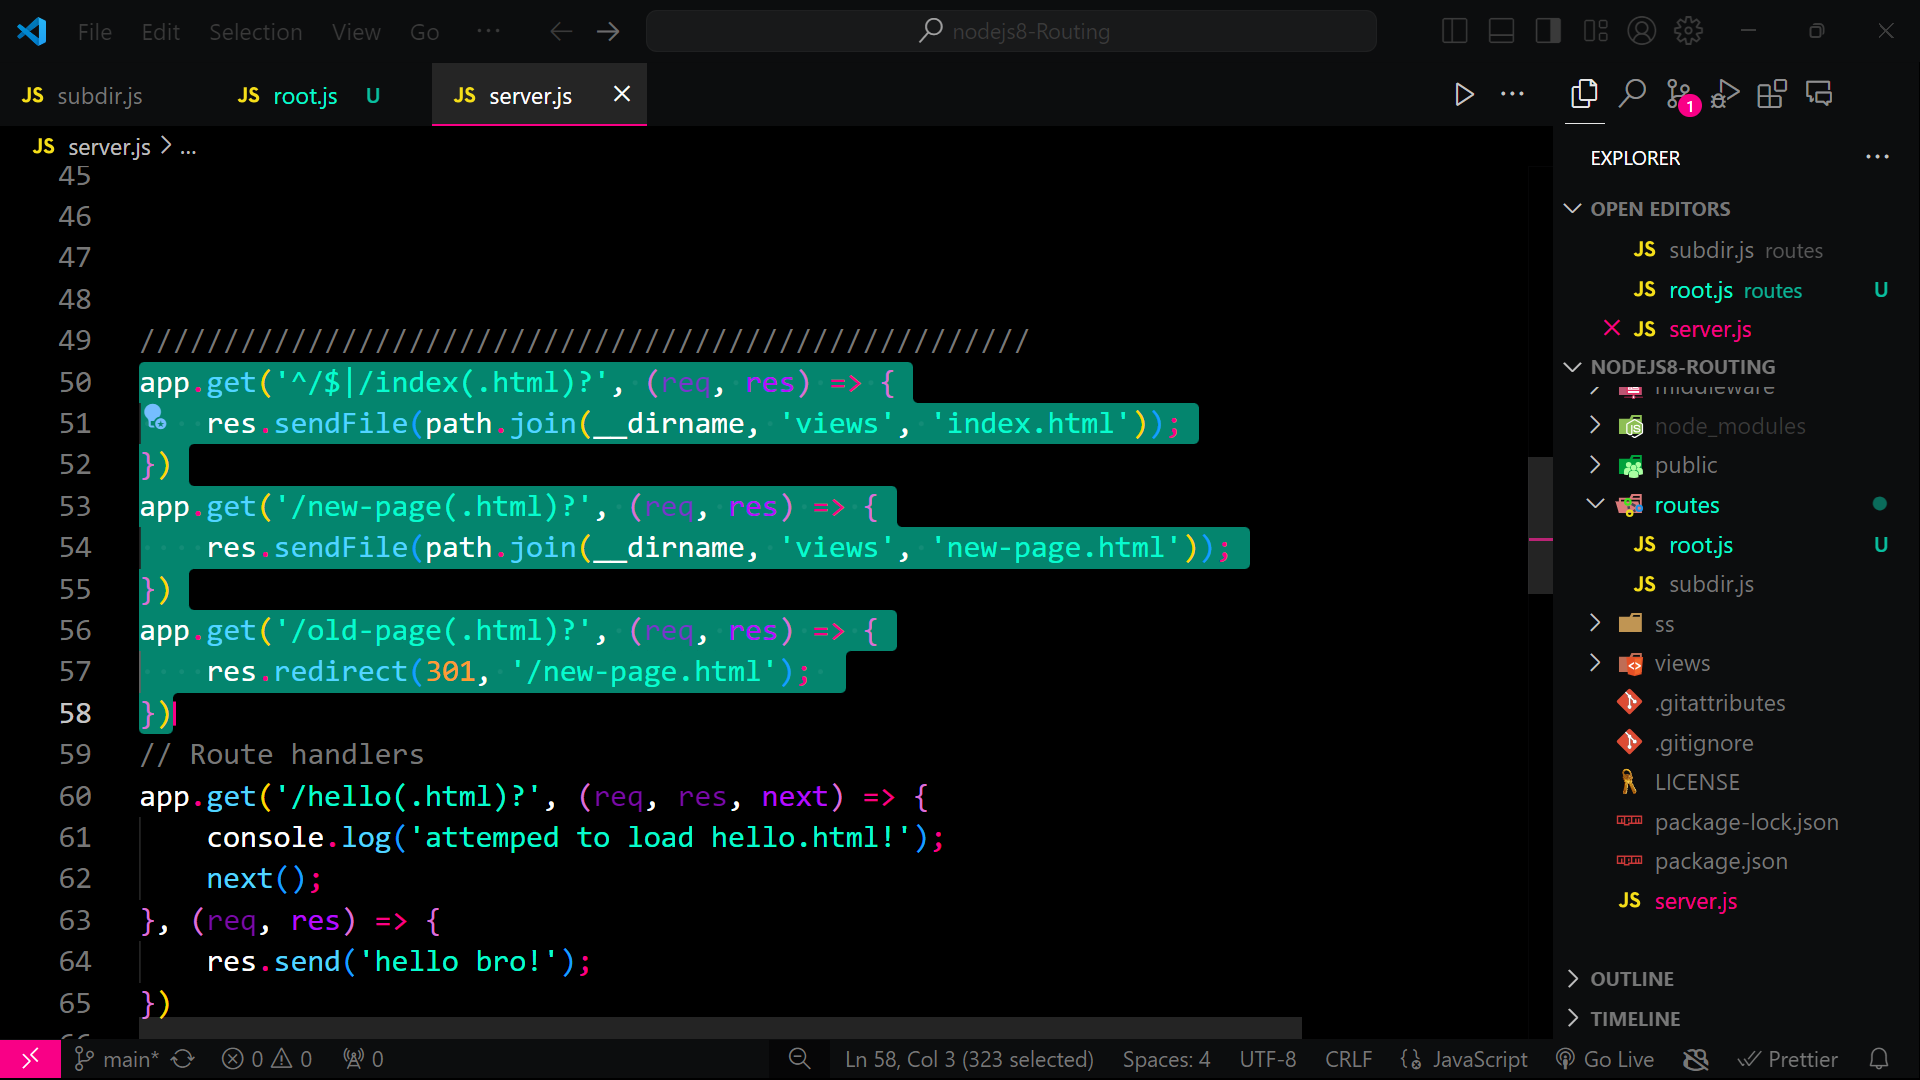 File Edit Selection View Go ··· nodejs8-Routing
JS subdir.js JS root.js U JS server.js
JS server.js > ...
45
46
47
48
49 /////////////////////////////////////////////////////
50 app.get('^/$|/index(.html)?', (req, res) => {
51 res.sendFile(path.join(__dirname, 'views', 'index.html'));
52 })
53 app.get('/new-page(.html)?', (req, res) => {
54 res.sendFile(path.join(__dirname, 'views', 'new-page.html'));
55 })
56 app.get('/old-page(.html)?', (req, res) => {
57 res.redirect(301, '/new-page.html');
58 })
59 // Route handlers
60 app.get('/hello(.html)?', (req, res, next) => {
61 console.log('attemped to load hello.html!');
62 next();
63 }, (req, res) => {
64 res.send('hello bro!');
65 })
1
EXPLORER ···
OPEN EDITORS
JS subdir.js routes
JS root.js routes U
JS server.js
NODEJS8-ROUTING
middleware
node_modules
public
routes
JS root.js U
JS subdir.js
ss
views
.gitattributes
.gitignore
LICENSE
package-lock.json
package.json
JS server.js
OUTLINE
TIMELINE
main* 0 0 0 Ln 58, Col 3 (323 selected) Spaces: 4 UTF-8 CRLF {} JavaScript Go Live Prettier